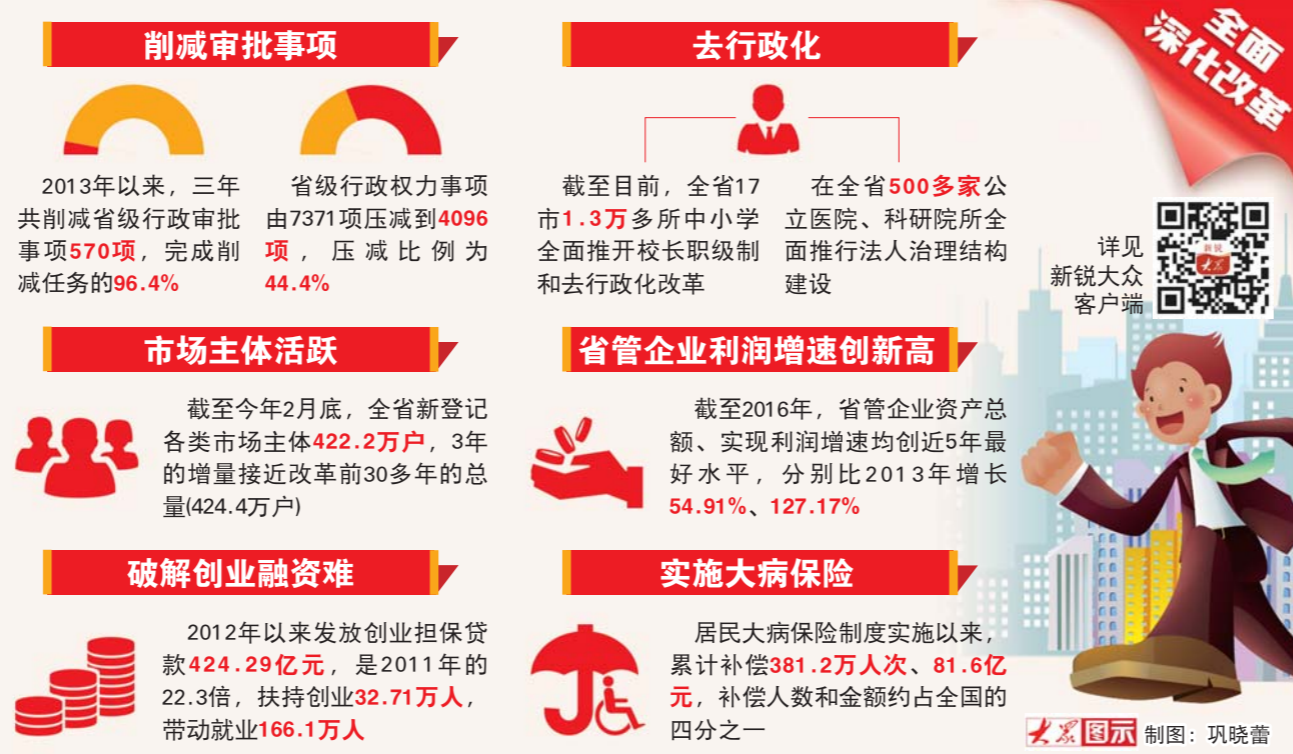 全面
深化改革
削减审批事项
2013年以来，三年
共削减省级行政审批
事项570项，完成削
减任务的96.4%
省级行政权力事项
由7371项压减到4096
项，压减比例为
44.4%
去行政化
截至目前，全省17
市1.3万多所中小学
全面推开校长职级制
和去行政化改革
在全省500多家公
立医院、科研院所全
面推行法人治理结构
建设
详见
新锐大众
客户端
新锐
大众
市场主体活跃
截至今年2月底，全省新登记
各类市场主体422.2万户，3年
的增量接近改革前30多年的总
量(424.4万户)
省管企业利润增速创新高
截至2016年，省管企业资产总
额、实现利润增速均创近5年最
好水平，分别比2013年增长
54.91%、127.17%
破解创业融资难
2012年以来发放创业担保贷
款424.29亿元，是2011年的
22.3倍，扶持创业32.71万人，
带动就业166.1万人
实施大病保险
居民大病保险制度实施以来，
累计补偿381.2万人次、81.6亿
元，补偿人数和金额约占全国的
四分之一
大众图示 制图：巩晓蕾